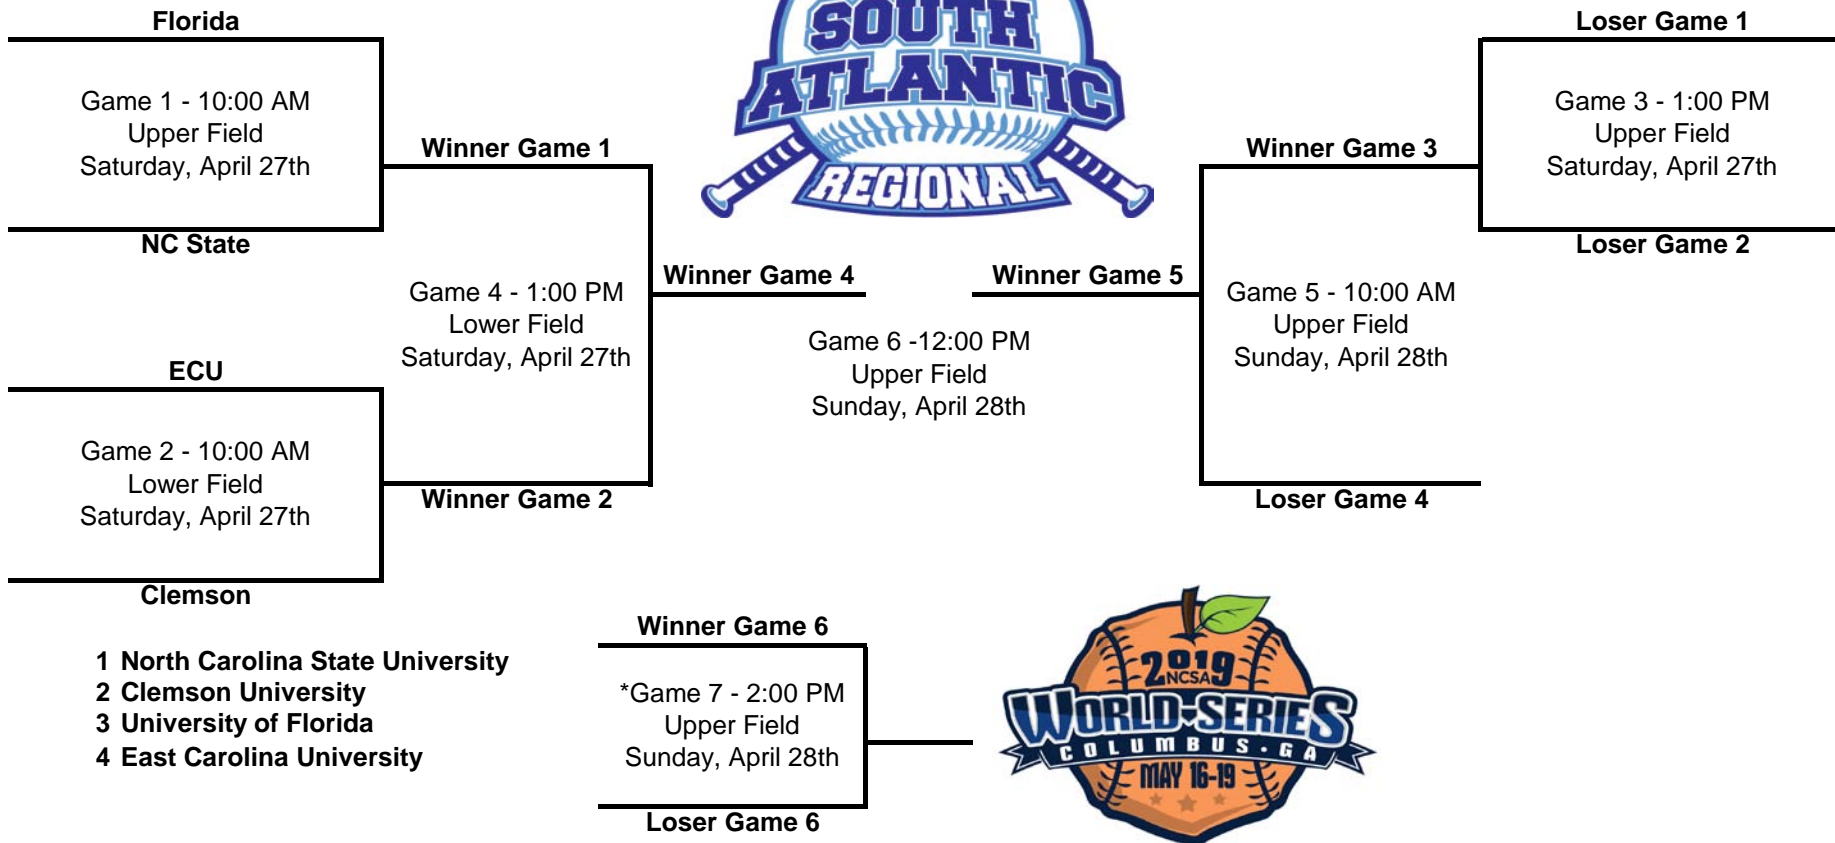 Florida
Game 1 - 10:00 AM
Upper Field
Saturday, April 27th
NC State
ECU
Game 2 - 10:00 AM
Lower Field
Saturday, April 27th
Clemson
Winner Game 1
Game 4 - 1:00 PM
Lower Field
Saturday, April 27th
Winner Game 2
SOUTH
ATLANTIC
REGIONAL
Winner Game 4
Winner Game 5
Game 6 -12:00 PM
Upper Field
Sunday, April 28th
Winner Game 3
Game 5 - 10:00 AM
Upper Field
Sunday, April 28th
Loser Game 4
Loser Game 1
Game 3 - 1:00 PM
Upper Field
Saturday, April 27th
Loser Game 2
1 North Carolina State University
2 Clemson University
3 University of Florida
4 East Carolina University
Winner Game 6
*Game 7 - 2:00 PM
Upper Field
Sunday, April 28th
Loser Game 6
2019
NCSA
WORLD SERIES
COLUMBUS • GA
MAY 16-19